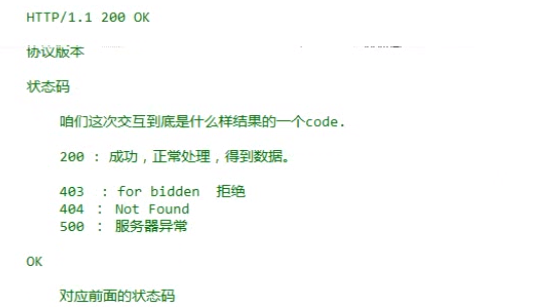 HTTP/1.1 200 OK
协议版本
状态码
咱们这次交互到底是什么样结果的一个code.
200 : 成功，正常处理，得到数据。
403 : for bidden 拒绝
404 : Not Found
500 : 服务器异常
OK
对应前面的状态码